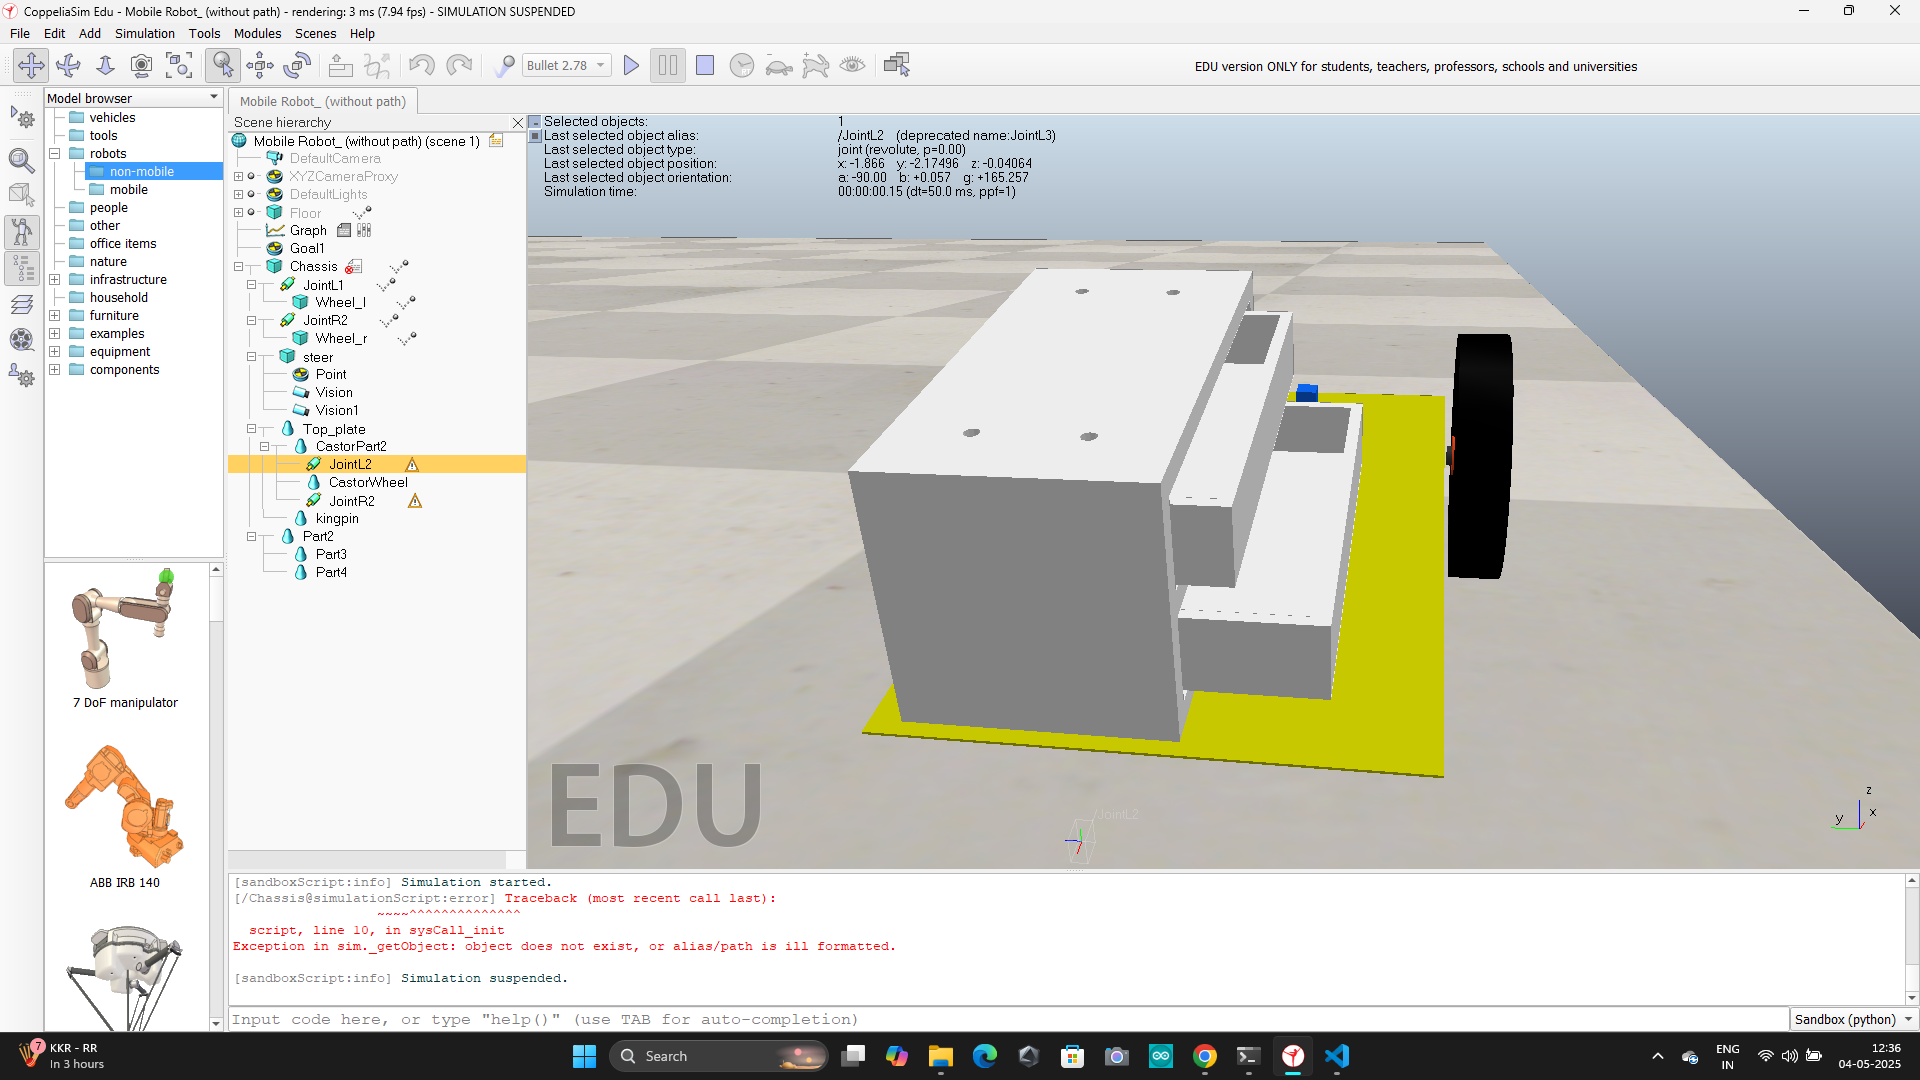 CoppeliaSim Edu - Mobile Robot_ (without path) - rendering: 3 ms (7.94 fps) - SIMULATION SUSPENDED
File Edit Add Simulation Tools Modules Scenes Help
Bullet 2.78
EDU version ONLY for students, teachers, professors, schools and universities
Model browser
vehicles
tools
robots
non-mobile
mobile
people
other
office items
nature
infrastructure
household
furniture
examples
equipment
components
7 DoF manipulator
ABB IRB 140
Mobile Robot_ (without path)
Scene hierarchy
Mobile Robot_ (without path) (scene 1)
DefaultCamera
XYZCameraProxy
DefaultLights
Floor
Graph
Goal1
Chassis
JointL1
Wheel_l
JointR2
Wheel_r
steer
Point
Vision
Vision1
Top_plate
CastorPart2
JointL2
CastorWheel
JointR2
kingpin
Part2
Part3
Part4
Selected objects: 1
Last selected object alias: /JointL2 (deprecated name:JointL3)
Last selected object type: joint (revolute, p=0.00)
Last selected object position: x: -1.866 y: -2.17496 z: -0.04064
Last selected object orientation: a: -90.00 b: +0.057 g: +165.257
Simulation time: 00:00:00.15 (dt=50.0 ms, ppf=1)
/JointL2
z
y x
EDU
[sandboxScript:info] Simulation started.
[/Chassis@simulationScript:error] Traceback (most recent call last):
~~~~^^^^^^^^^^^^^^
script, line 10, in sysCall_init
Exception in sim._getObject: object does not exist, or alias/path is ill formatted.
[sandboxScript:info] Simulation suspended.
Input code here, or type "help()" (use TAB for auto-completion)
Sandbox (python)
7
KKR - RR
In 3 hours
Search
ENG
IN
12:36
04-05-2025